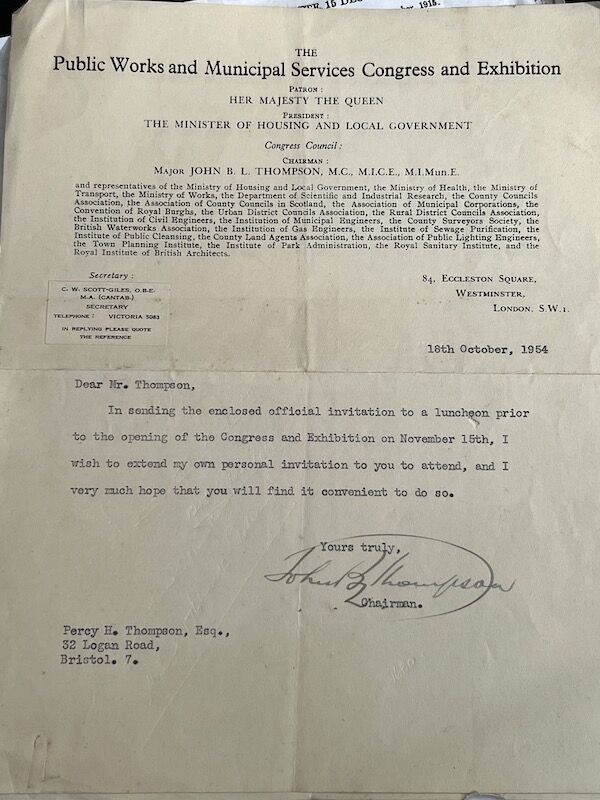 15 DEC 1915.
THE
Public Works and Municipal Services Congress and Exhibition
PATRON :
HER MAJESTY THE QUEEN
PRESIDENT :
THE MINISTER OF HOUSING AND LOCAL GOVERNMENT
Congress Council :
CHAIRMAN :
MAJOR JOHN B. L. THOMPSON, M.C., M.I.C.E., M.I.MUN.E.
and representatives of the Ministry of Housing and Local Government, the Ministry of Health, the Ministry of
Transport, the Ministry of Works, the Department of Scientific and Industrial Research, the County Councils
Association, the Association of County Councils in Scotland, the Association of Municipal Corporations, the
Convention of Royal Burghs, the Urban District Councils Association, the Rural District Councils Association,
the Institution of Civil Engineers, the Institution of Municipal Engineers, the County Surveyors Society, the
British Waterworks Association, the Institution of Gas Engineers, the Institute of Sewage Purification, the
Institute of Public Cleansing, the County Land Agents Association, the Association of Public Lighting Engineers,
the Town Planning Institute, the Institute of Park Administration, the Royal Sanitary Institute, and the
Royal Institute of British Architects.
Secretary :
C. W. SCOTT-GILES, O.B.E.
M.A. (CANTAB.)
SECRETARY
TELEPHONE : VICTORIA 5083
IN REPLYING PLEASE QUOTE
THE REFERENCE
84, ECCLESTON SQUARE,
WESTMINSTER,
LONDON, S.W.1.
18th October, 1954
Dear Mr. Thompson,
In sending the enclosed official invitation to a luncheon prior
to the opening of the Congress and Exhibition on November 15th, I
wish to extend my own personal invitation to you to attend, and I
very much hope that you will find it convenient to do so.
Yours truly,
John B L Thompson
Chairman.
Percy H. Thompson, Esq.,
32 Logan Road,
Bristol. 7.